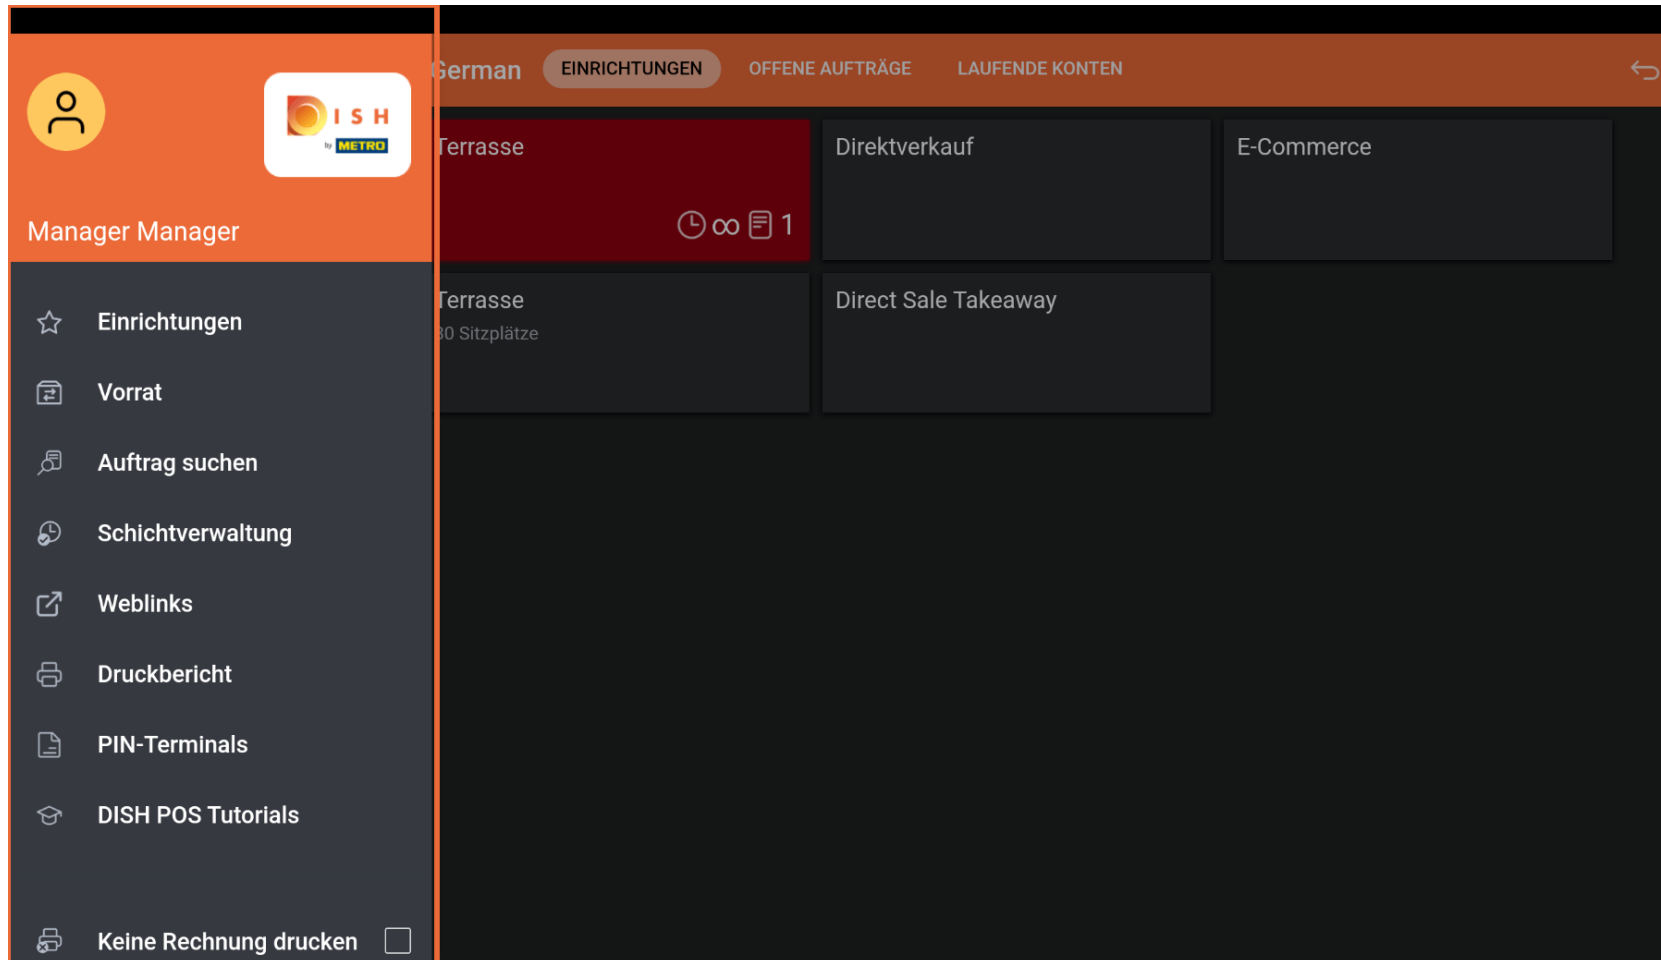 German EINRICHTUNGEN OFFENE AUFTRÄGE LAUFENDE KONTEN
DISH
by METRO
Manager Manager
Einrichtungen
Vorrat
Auftrag suchen
Schichtverwaltung
Weblinks
Druckbericht
PIN-Terminals
DISH POS Tutorials
Keine Rechnung drucken
Terrasse
∞ 1
Direktverkauf
E-Commerce
Terrasse
30 Sitzplätze
Direct Sale Takeaway